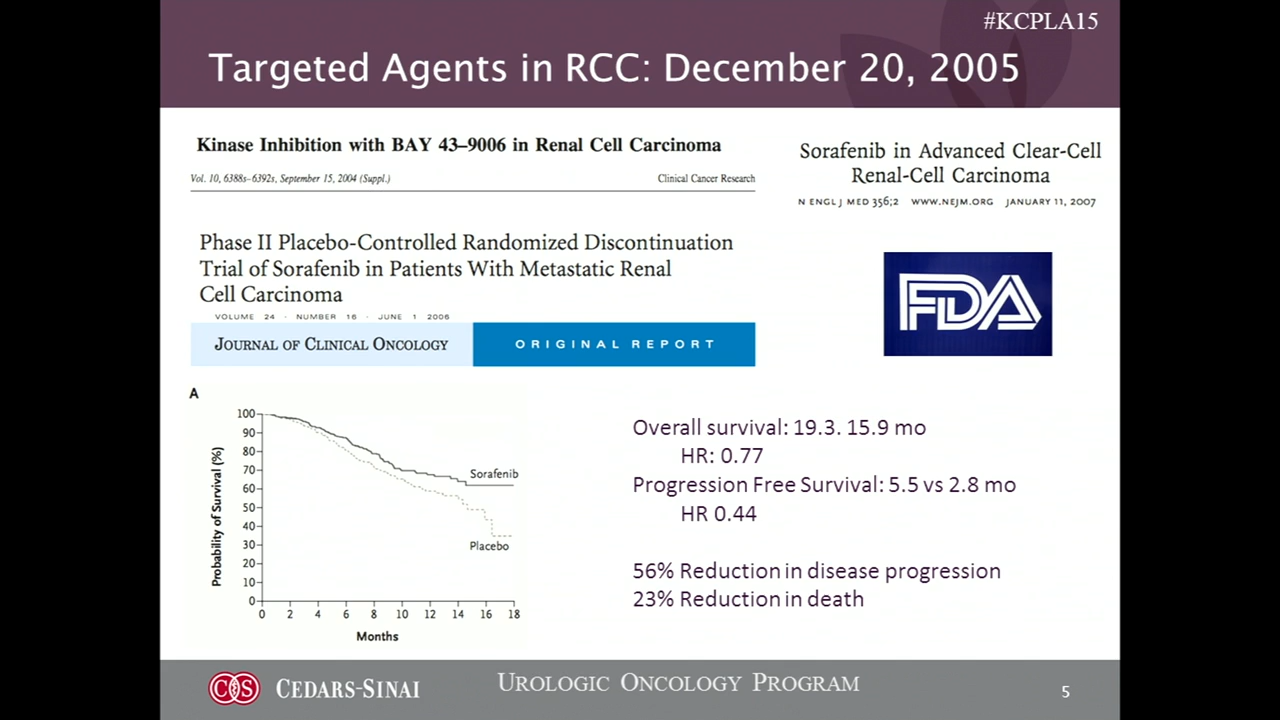 #KCPLA15
Targeted Agents in RCC: December 20, 2005
Kinase Inhibition with BAY 43–9006 in Renal Cell Carcinoma
Vol. 10, 6388s–6392s, September 15, 2004 (Suppl.)
Clinical Cancer Research
Sorafenib in Advanced Clear-Cell
Renal-Cell Carcinoma
N ENGL J MED 356;2 WWW.NEJM.ORG JANUARY 11, 2007
Phase II Placebo-Controlled Randomized Discontinuation
Trial of Sorafenib in Patients With Metastatic Renal
Cell Carcinoma
VOLUME 24 · NUMBER 16 · JUNE 1 2006
JOURNAL OF CLINICAL ONCOLOGY
ORIGINAL REPORT
FDA
A
Probability of Survival (%)
100
90
80
70
60
50
40
30
20
10
0
Sorafenib
Placebo
0 2 4 6 8 10 12 14 16 18
Months
Overall survival: 19.3. 15.9 mo
HR: 0.77
Progression Free Survival: 5.5 vs 2.8 mo
HR 0.44
56% Reduction in disease progression
23% Reduction in death
CEDARS-SINAI
UROLOGIC ONCOLOGY PROGRAM
5